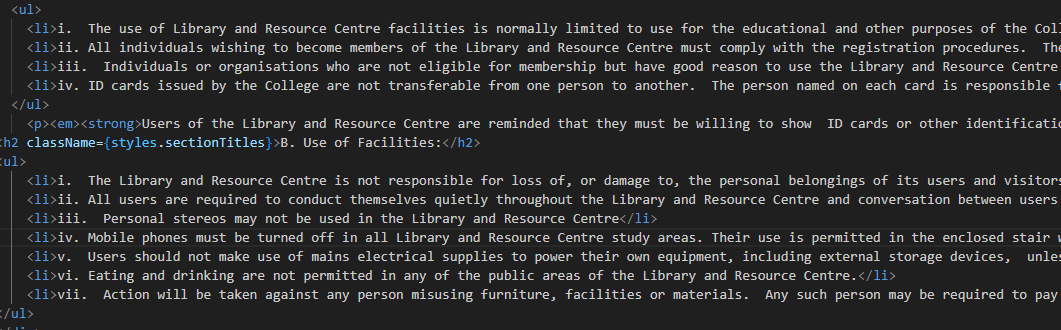 <ul>
<li>i.  The use of Library and Resource Centre facilities is normally limited to use for the educational and other purposes of the Col
<li>ii. All individuals wishing to become members of the Library and Resource Centre must comply with the registration procedures.  The
<li>iii.  Individuals or organisations who are not eligible for membership but have good reason to use the Library and Resource Centre
<li>iv. ID cards issued by the College are not transferable from one person to another.  The person named on each card is responsible
</ul>
<p><em><strong>Users of the Library and Resource Centre are reminded that they must be willing to show  ID cards or other identificatio
h2 className={styles.sectionTitles}>B. Use of Facilities:</h2>
ul>
<li>i.  The Library and Resource Centre is not responsible for loss of, or damage to, the personal belongings of its users and visitors
<li>ii. All users are required to conduct themselves quietly throughout the Library and Resource Centre and conversation between users
<li>iii.  Personal stereos may not be used in the Library and Resource Centre</li>
<li>iv. Mobile phones must be turned off in all Library and Resource Centre study areas. Their use is permitted in the enclosed stair
<li>v.  Users should not make use of mains electrical supplies to power their own equipment, including external storage devices,  unles
<li>vi. Eating and drinking are not permitted in any of the public areas of the Library and Resource Centre.</li>
<li>vii.  Action will be taken against any person misusing furniture, facilities or materials.  Any such person may be required to pay
/ul>